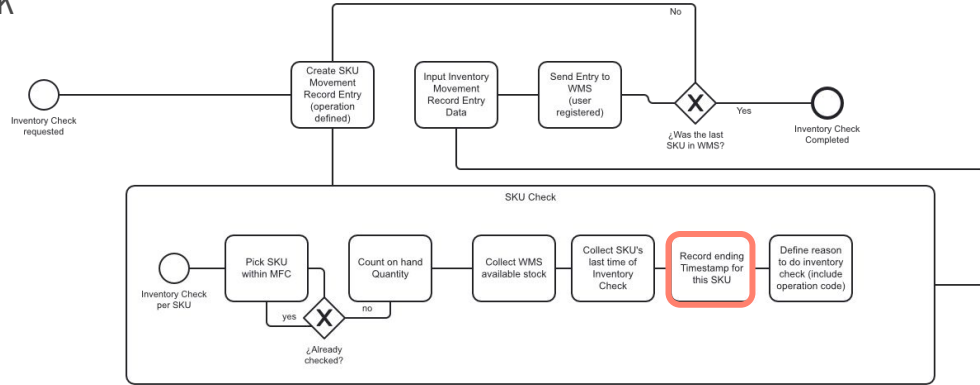 No
Create SKU
Movement
Record Entry
(operation
defined)
Input Inventory
Movement
Record Entry
Data
Send Entry to
WMS
(user
registered)
Yes
Inventory Check
requested
¿Was the last
SKU in WMS?
Inventory Check
Completed
SKU Check
Pick SKU
within MFC
Count on hand
Quantity
Collect WMS
available stock
Collect SKU's
last time of
Inventory
Check
Record ending
Timestamp for
this SKU
Define reason
to do inventory
check (include
operation code)
Inventory Check
per SKU
yes
no
¿Already
checked?